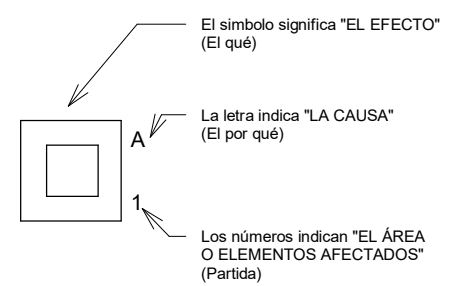 El simbolo significa "EL EFECTO"
(El qué)
A
La letra indica "LA CAUSA"
(El por qué)
1
Los números indican "EL ÁREA
O ELEMENTOS AFECTADOS"
(Partida)